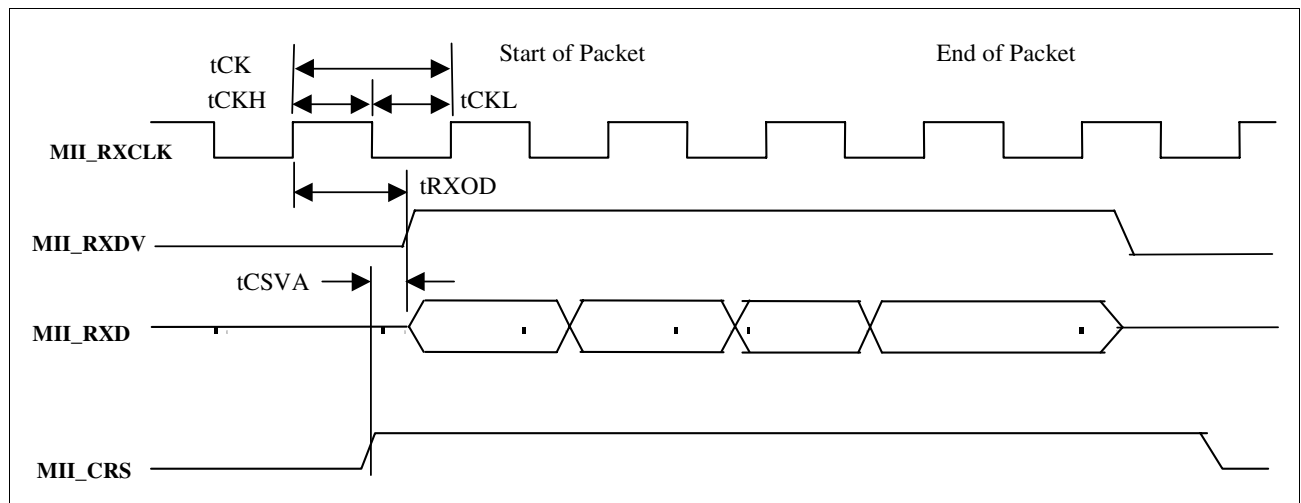 Start of Packet
End of Packet
tCK
tCKH
tCKL
MII_RXCLK
tRXOD
MII_RXDV
tCSVA
MII_RXD
MII_CRS